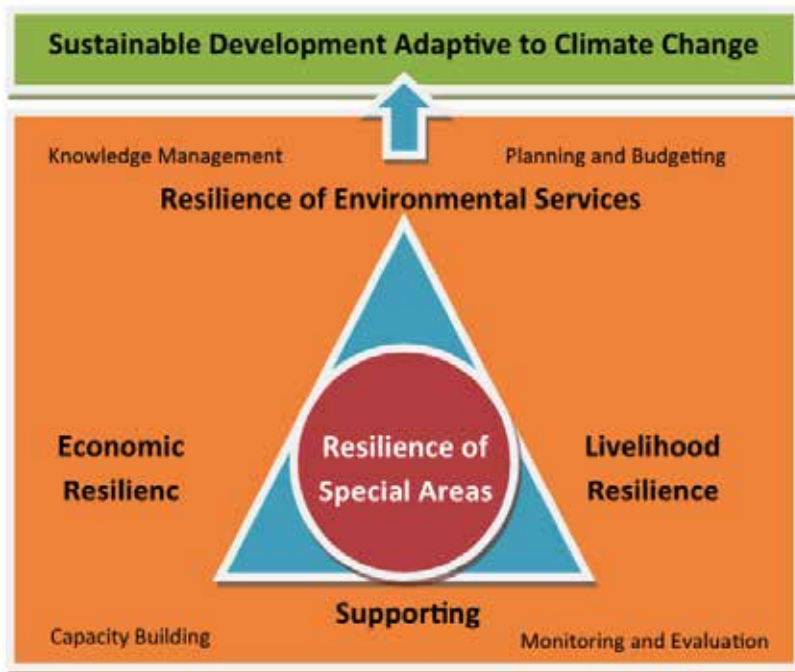 Sustainable Development Adaptive to Climate Change
Knowledge Management
Planning and Budgeting
Resilience of Environmental Services
Economic
Resilienc
Resilience of
Special Areas
Livelihood
Resilience
Supporting
Capacity Building
Monitoring and Evaluation